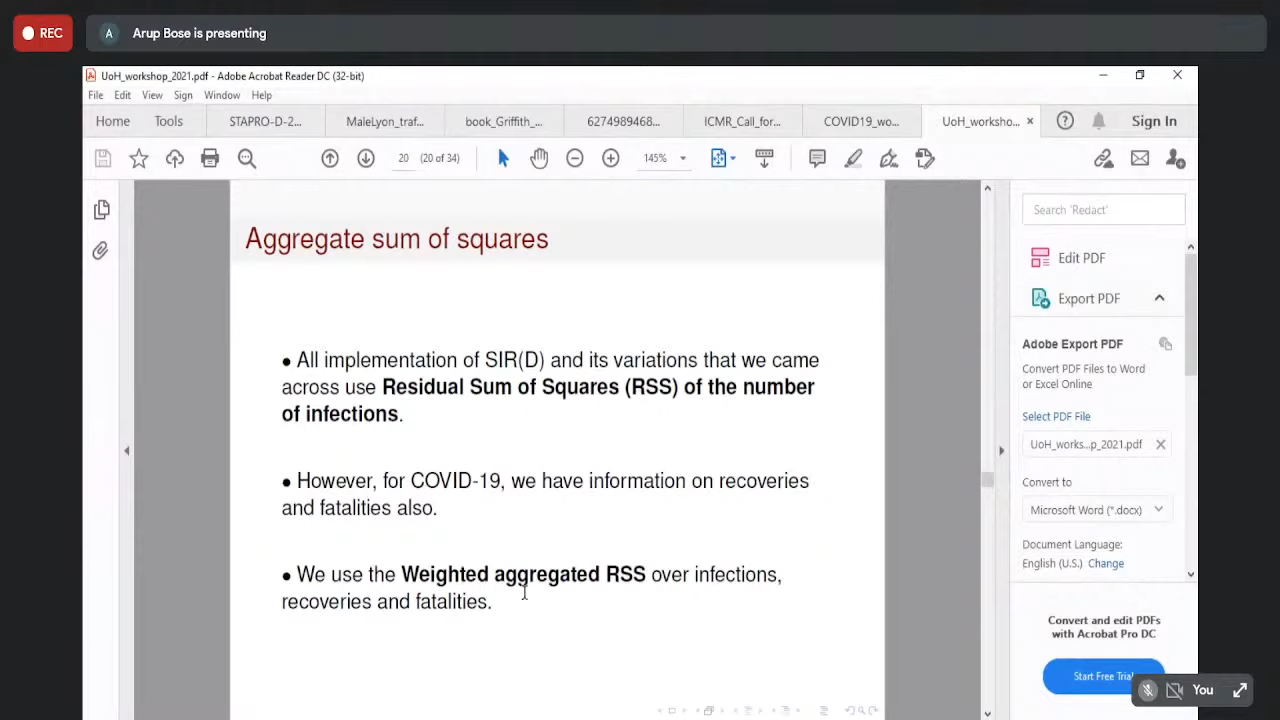 REC
A Arup Bose is presenting
UoH_workshop_2021.pdf - Adobe Acrobat Reader DC (32-bit)
File Edit View Sign Window Help
Home Tools STAPRO-D-2... MaleLyon_traf... book_Griffith_... 6274989468... ICMR_Call_for... COVID19_wo... UoH_worksho... × Sign In
20 (20 of 34) 145%
Search 'Redact'
Aggregate sum of squares
Edit PDF
Export PDF
Adobe Export PDF
Convert PDF Files to Word
or Excel Online
Select PDF File
UoH_works...p_2021.pdf
Convert to
Microsoft Word (*.docx)
Document Language:
English (U.S.) Change
Convert and edit PDFs
with Acrobat Pro DC
Start Free Trial
You
• All implementation of SIR(D) and its variations that we came
across use Residual Sum of Squares (RSS) of the number
of infections.
• However, for COVID-19, we have information on recoveries
and fatalities also.
• We use the Weighted aggregated RSS over infections,
recoveries and fatalities.